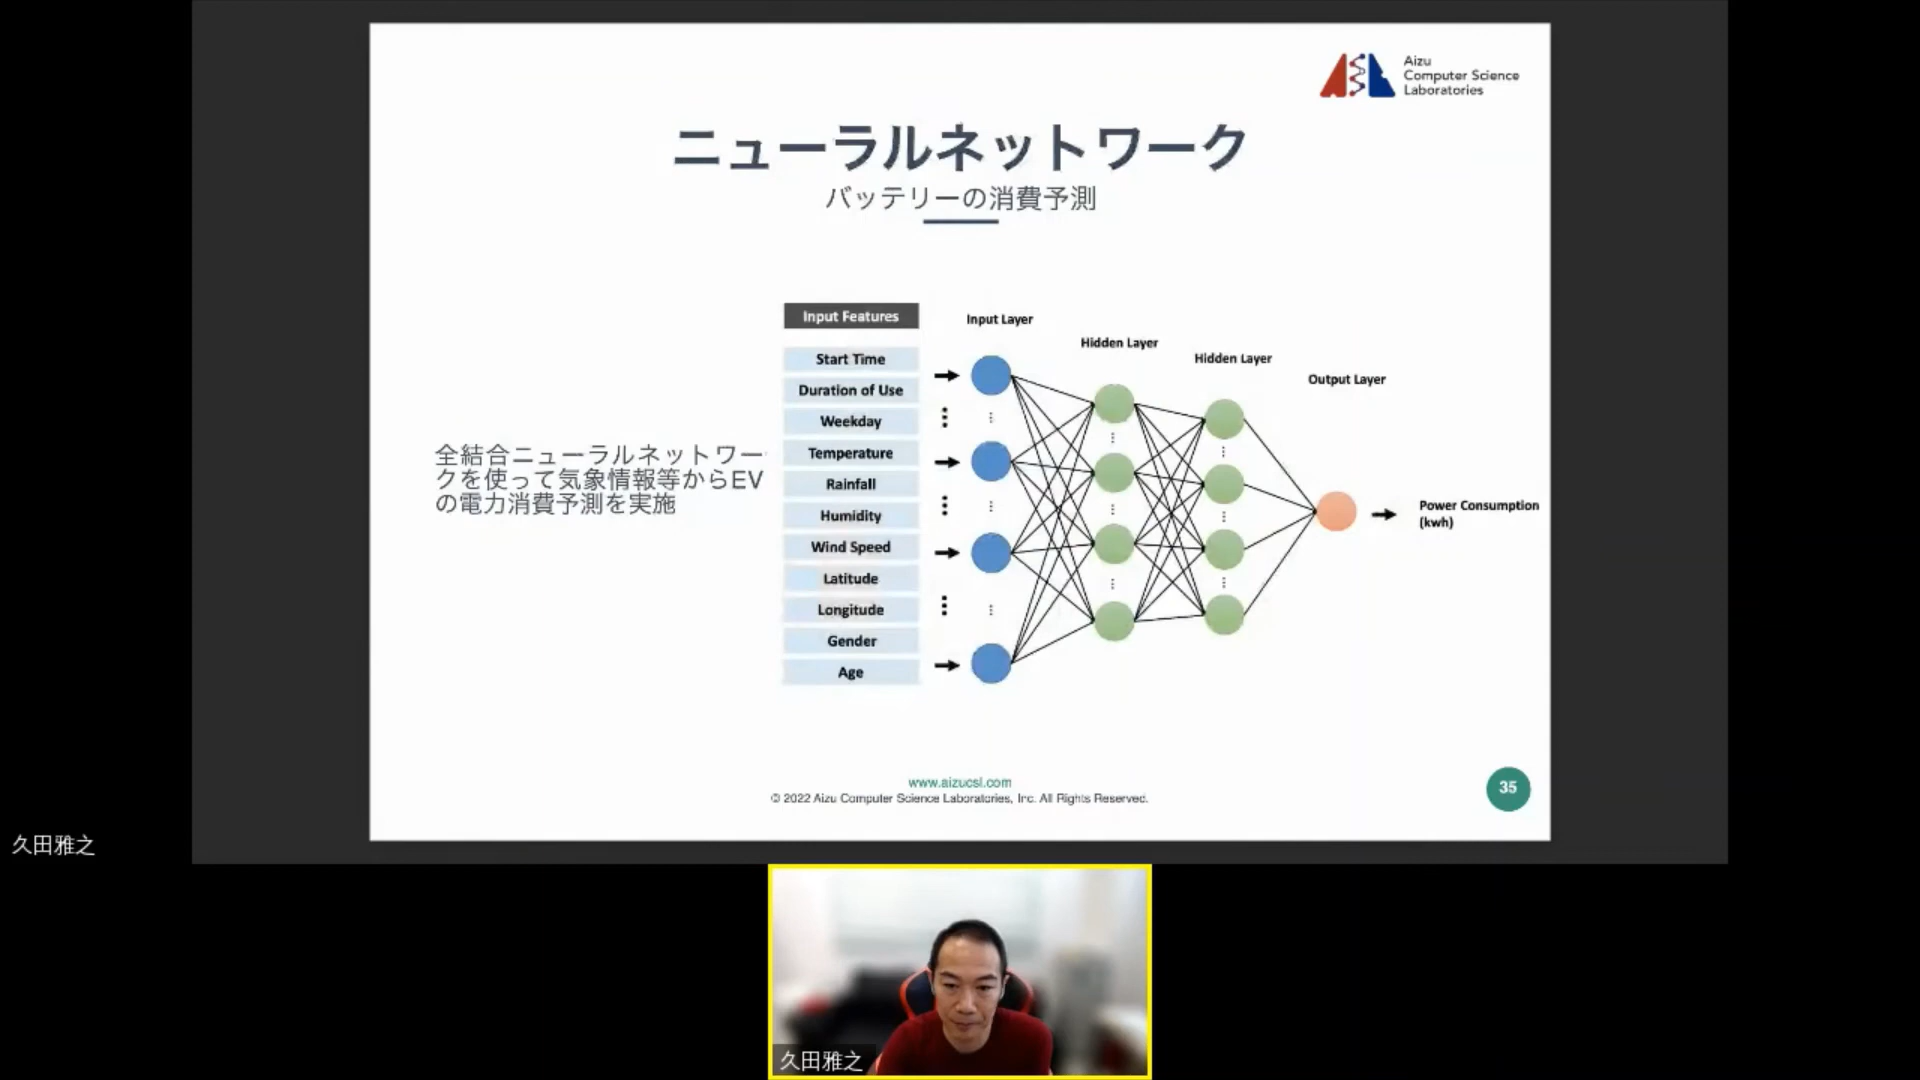 Aizu
Computer Science
Laboratories
ニューラルネットワーク
バッテリーの消費予測
Input Features
Start Time
Duration of Use
Weekday
Temperature
Rainfall
Humidity
Wind Speed
Latitude
Longitude
Gender
Age
Input Layer
Hidden Layer
Hidden Layer
Output Layer
Power Consumption
(kwh)
全結合ニューラルネットワー
クを使って気象情報等からEV
の電力消費予測を実施
www.aizucsl.com
© 2022 Aizu Computer Science Laboratories, Inc. All Rights Reserved.
35
久田雅之
久田雅之